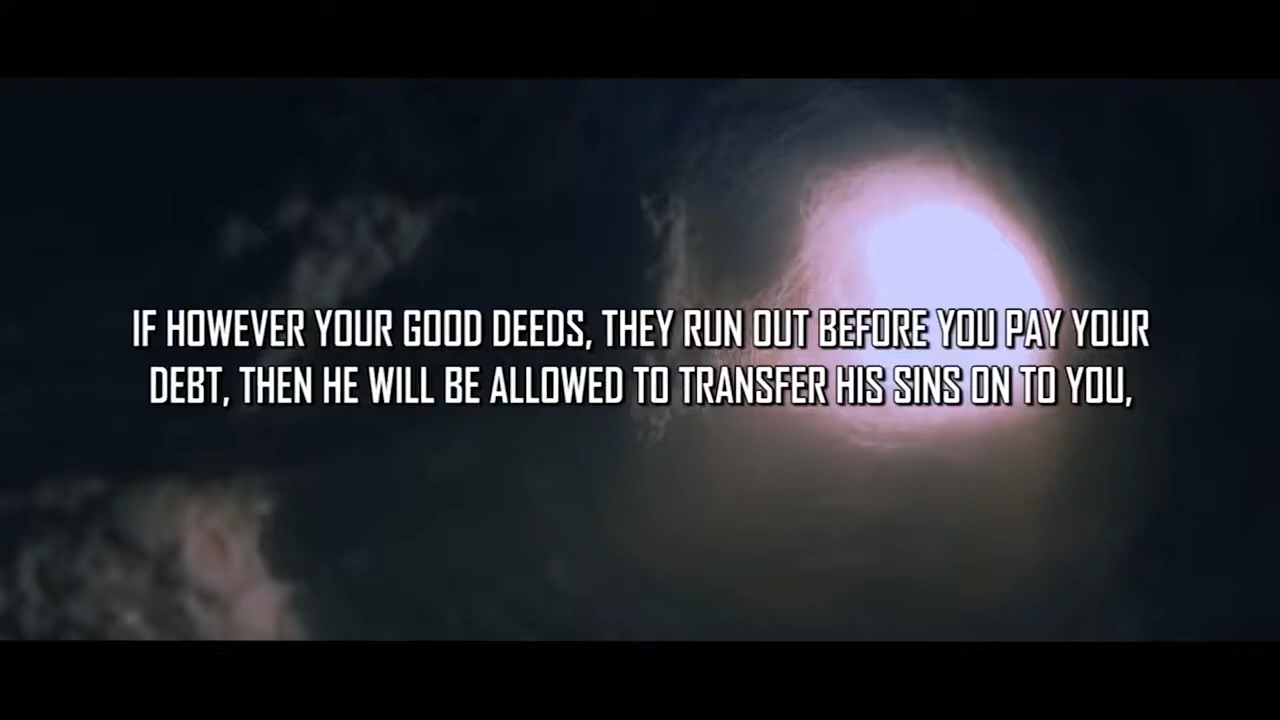 IF HOWEVER YOUR GOOD DEEDS, THEY RUN OUT BEFORE YOU PAY YOUR
DEBT, THEN HE WILL BE ALLOWED TO TRANSFER HIS SINS ON TO YOU,